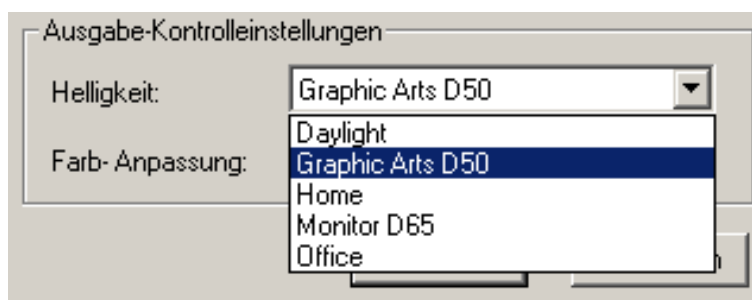 Ausgabe-Kontrolleinstellungen
Helligkeit:
Graphic Arts D50
Farb- Anpassung:
Daylight
Graphic Arts D50
Home
Monitor D65
Office